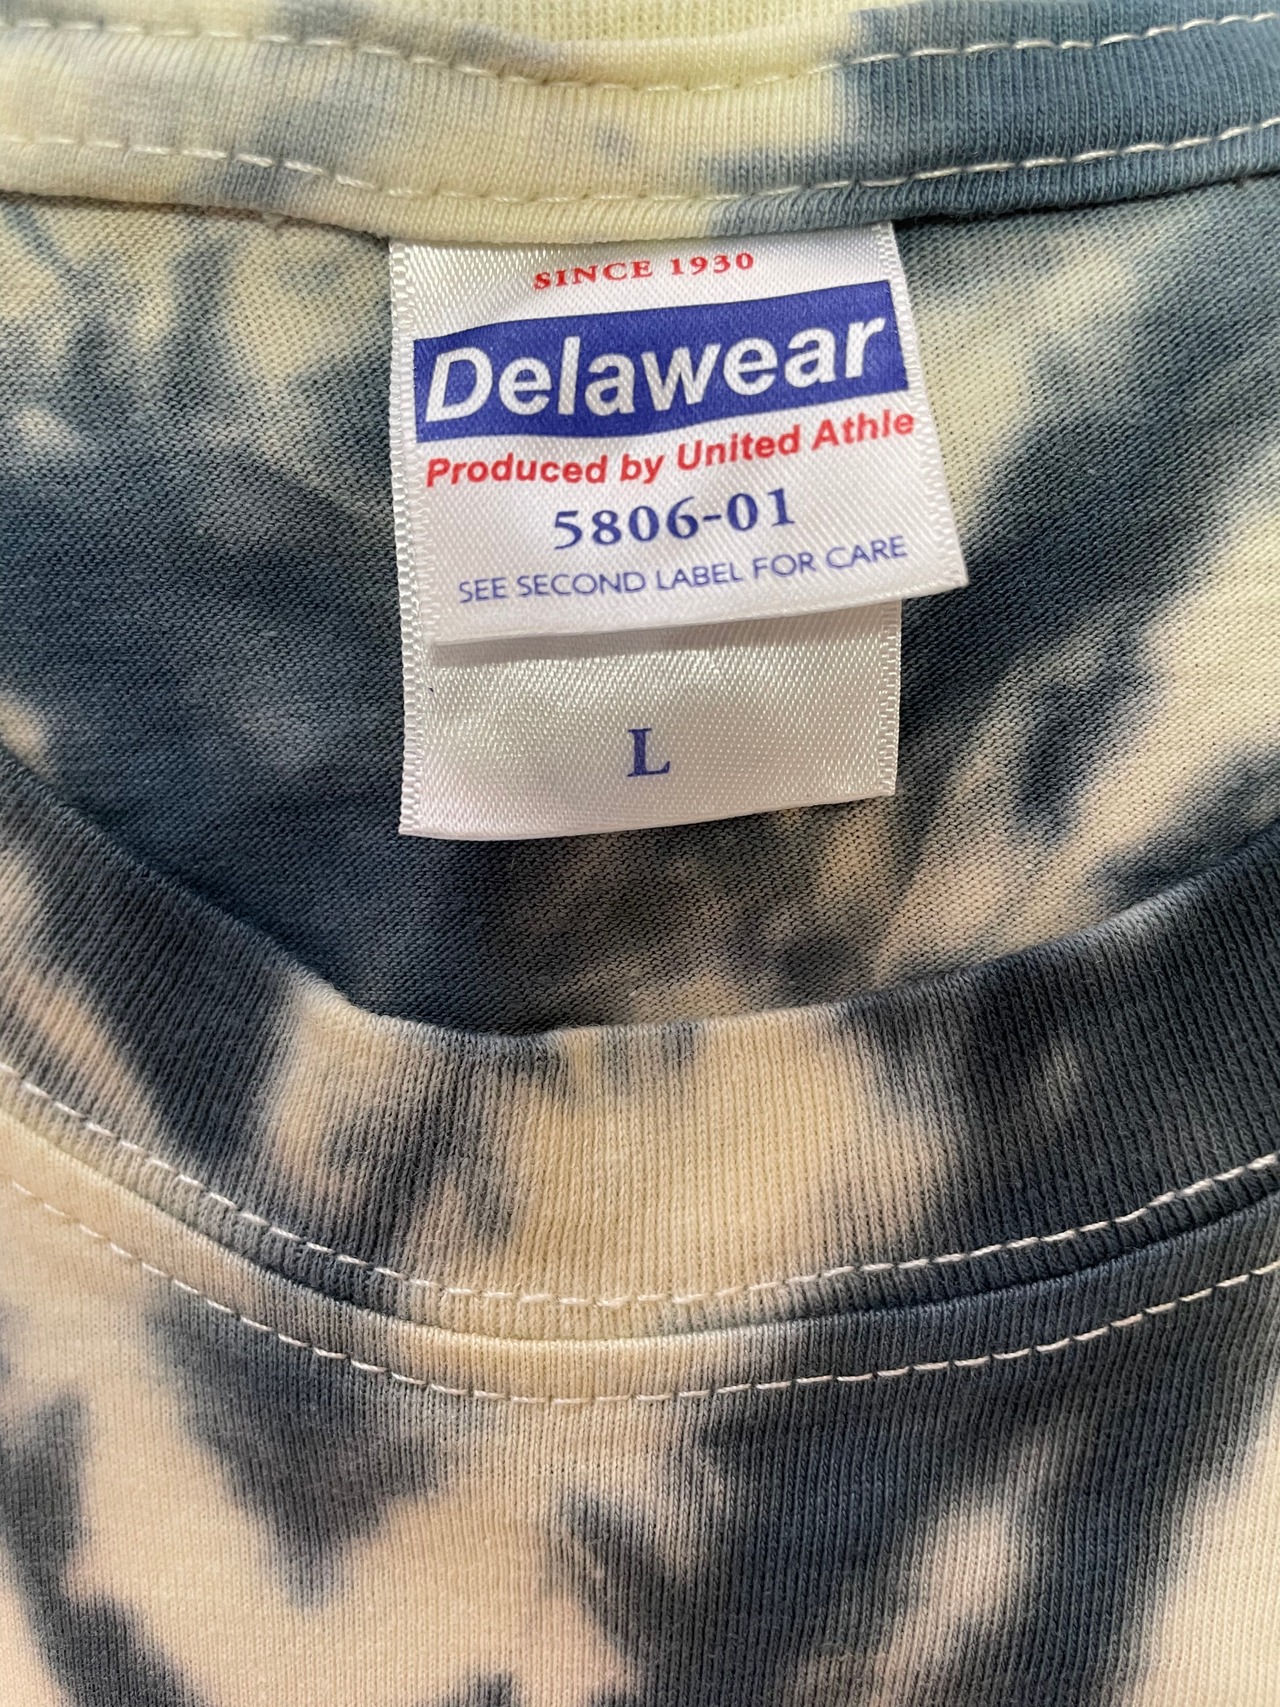 SINCE 1930
Delawear
Produced by United Athle
5806-01
SEE SECOND LABEL FOR CARE
L